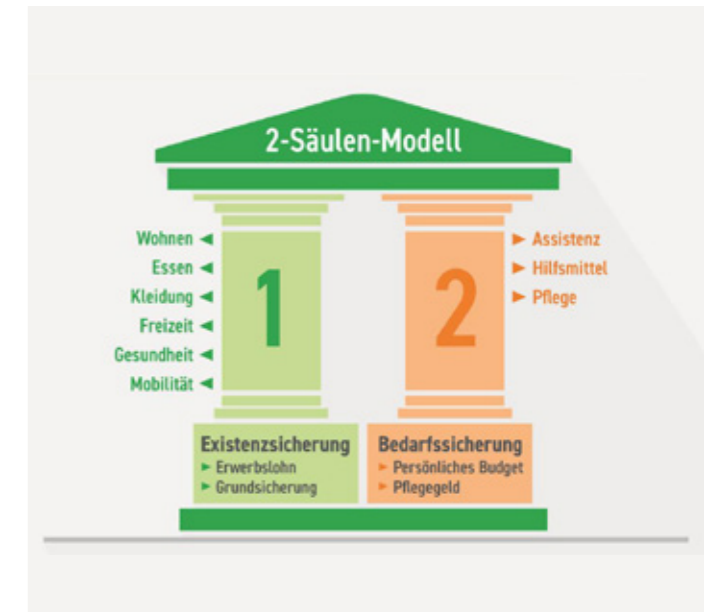 2-Säulen-Modell
Wohnen
Essen
Kleidung
Freizeit
Gesundheit
Mobilität
1
2
Assistenz
Hilfsmittel
Pflege
Existenzsicherung
Erwerbslohn
Grundsicherung
Bedarfssicherung
Persönliches Budget
Pflegegeld